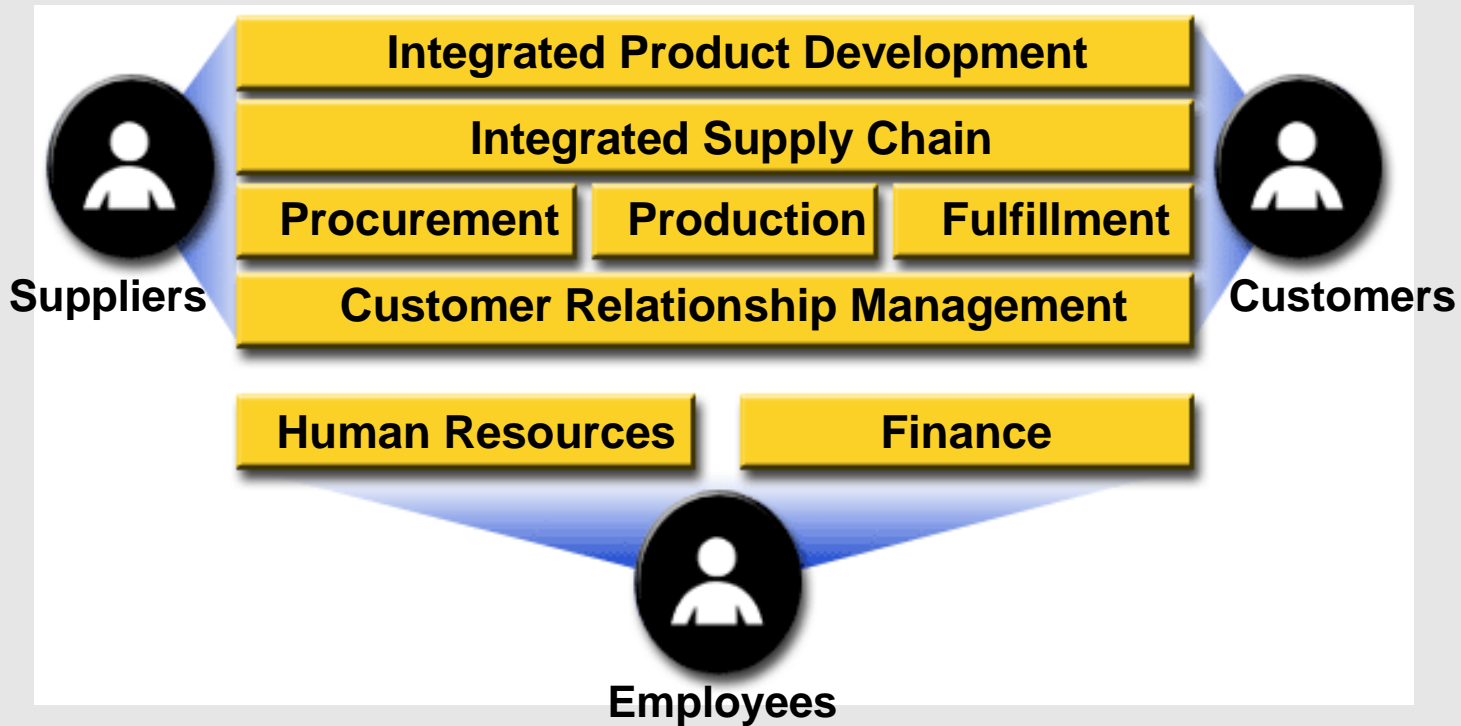 Integrated Product Development
Integrated Supply Chain
Procurement Production Fulfillment
Suppliers
Customer Relationship Management
Customers
Human Resources Finance
Employees